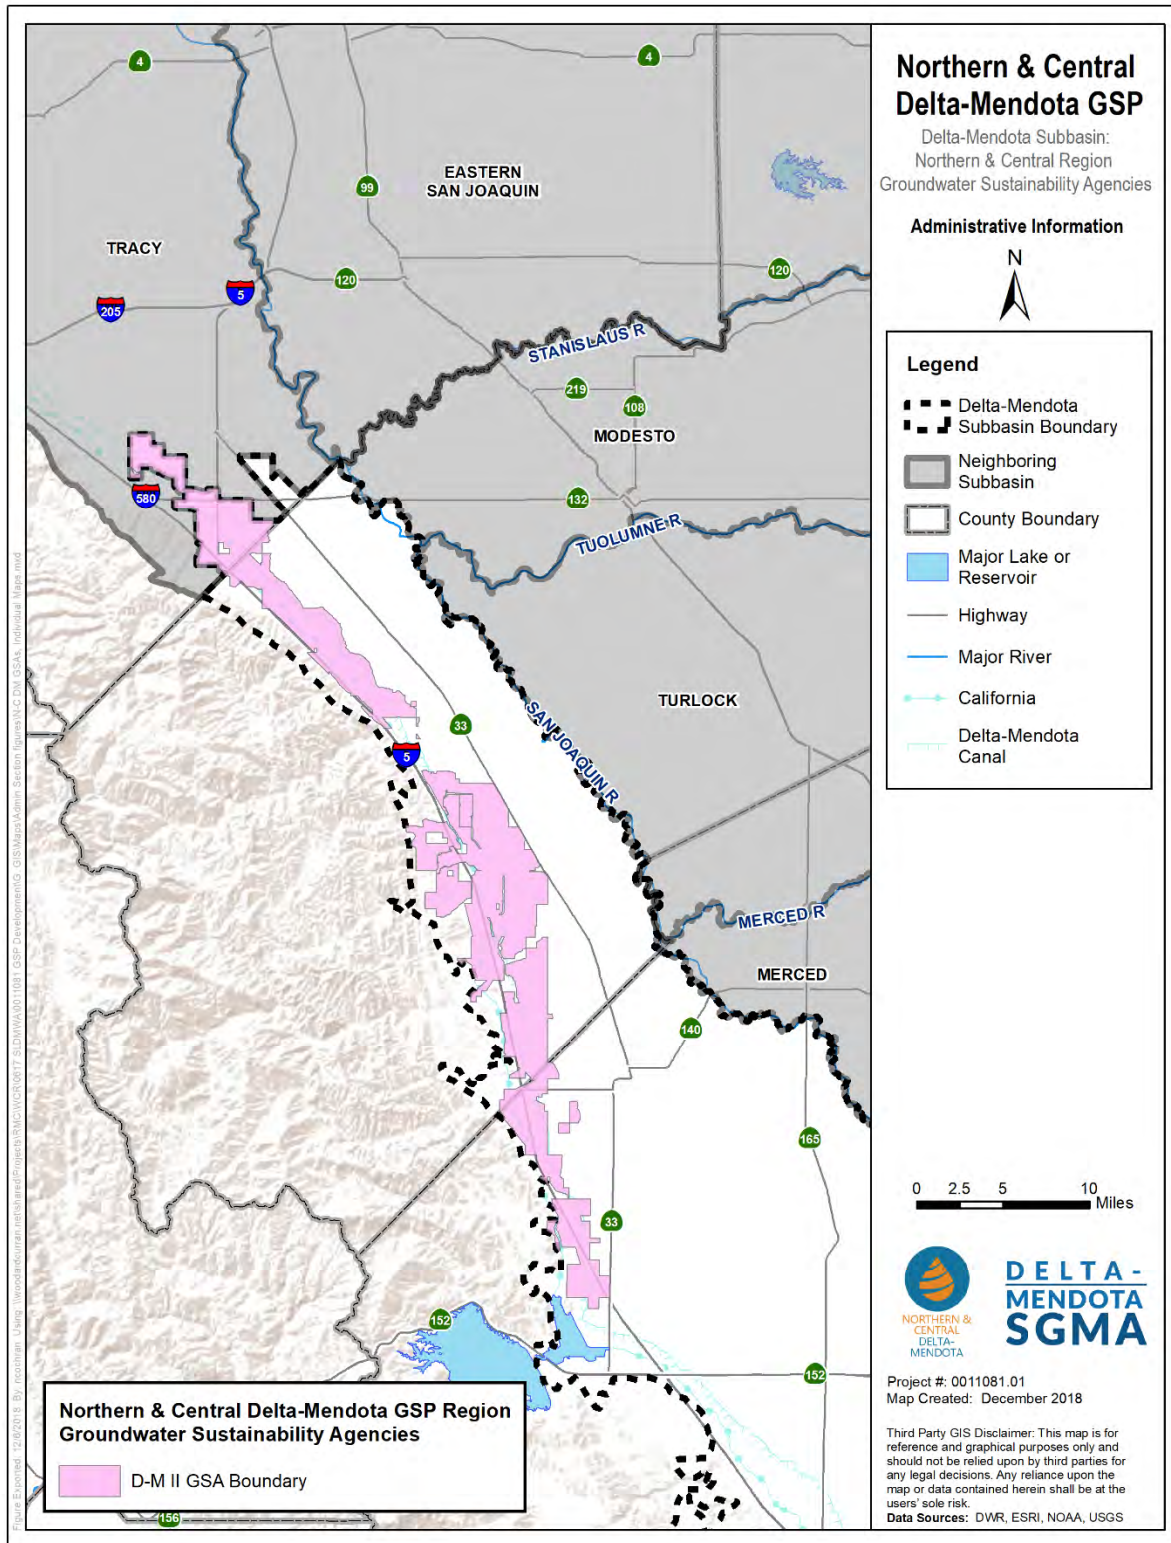 Northern & Central
Delta-Mendota GSP
Delta-Mendota Subbasin:
Northern & Central Region
Groundwater Sustainability Agencies
Administrative Information
N
Legend
Delta-Mendota
Subbasin Boundary
Neighboring
Subbasin
County Boundary
Major Lake or
Reservoir
Highway
Major River
California
Delta-Mendota
Canal
4
4
EASTERN
SAN JOAQUIN
99
TRACY
5
205
120
120
STANISLAUS R
219
108
MODESTO
580
132
TUOLUMNE R
TURLOCK
SAN JOAQUIN R
33
5
MERCED R
MERCED
140
165
33
152
152
156
0 2.5 5 10
Miles
NORTHERN &
CENTRAL
DELTA-
MENDOTA
DELTA-
MENDOTA
SGMA
Project #: 0011081.01
Map Created: December 2018
Third Party GIS Disclaimer: This map is for
reference and graphical purposes only and
should not be relied upon by third parties for
any legal decisions. Any reliance upon the
map or data contained herein shall be at the
users' sole risk.
Data Sources: DWR, ESRI, NOAA, USGS
Northern & Central Delta-Mendota GSP Region
Groundwater Sustainability Agencies
D-M II GSA Boundary